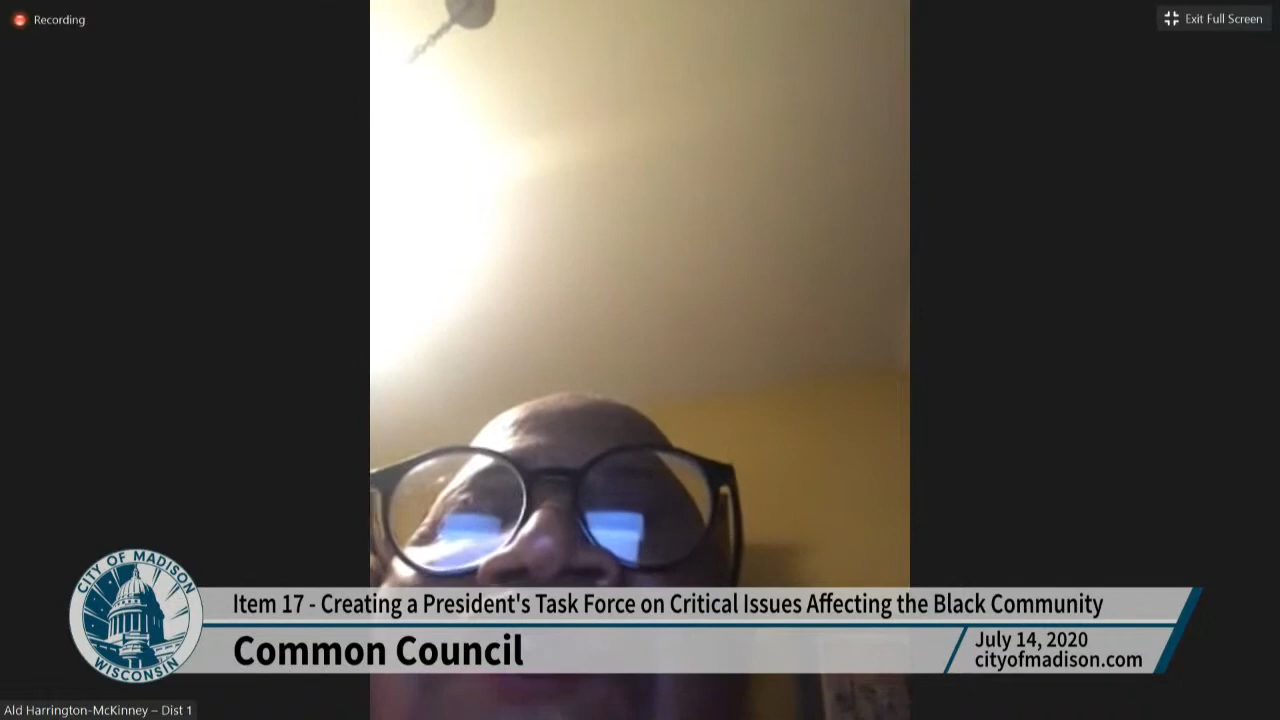 Recording
Exit Full Screen
CITY OF MADISON
WISCONSIN
Item 17 - Creating a President's Task Force on Critical Issues Affecting the Black Community
Common Council
July 14, 2020
cityofmadison.com
Ald Harrington-McKinney – Dist 1